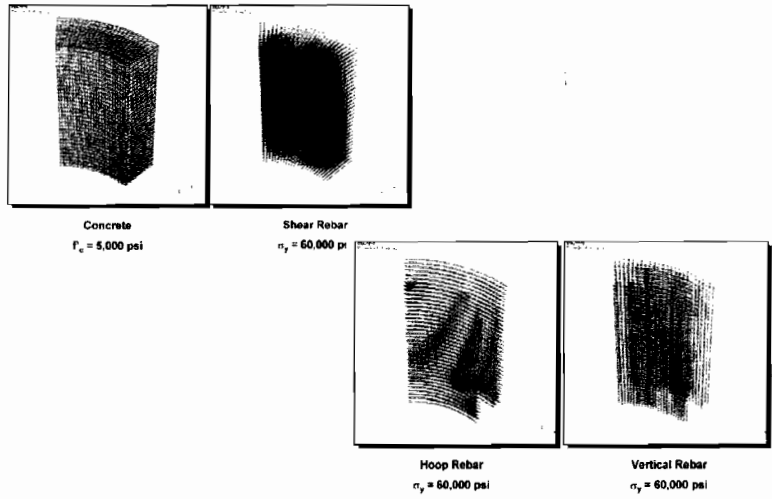 Concrete
f'c = 5,000 psi
Shear Rebar
σy = 60,000 p
Hoop Rebar
σy = 60,000 psi
Vertical Rebar
σy = 60,000 psi